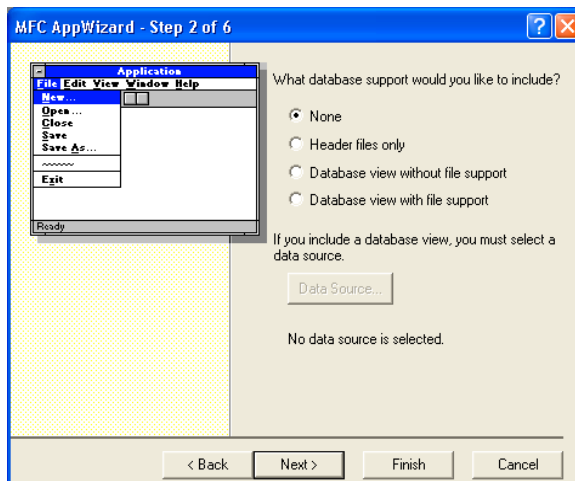 MFC AppWizard - Step 2 of 6
Application
File Edit View Window Help
New...
Open...
Close
Save
Save As...
Exit
Ready
What database support would you like to include?
None
Header files only
Database view without file support
Database view with file support
If you include a database view, you must select a
data source.
Data Source...
No data source is selected.
< Back Next > Finish Cancel